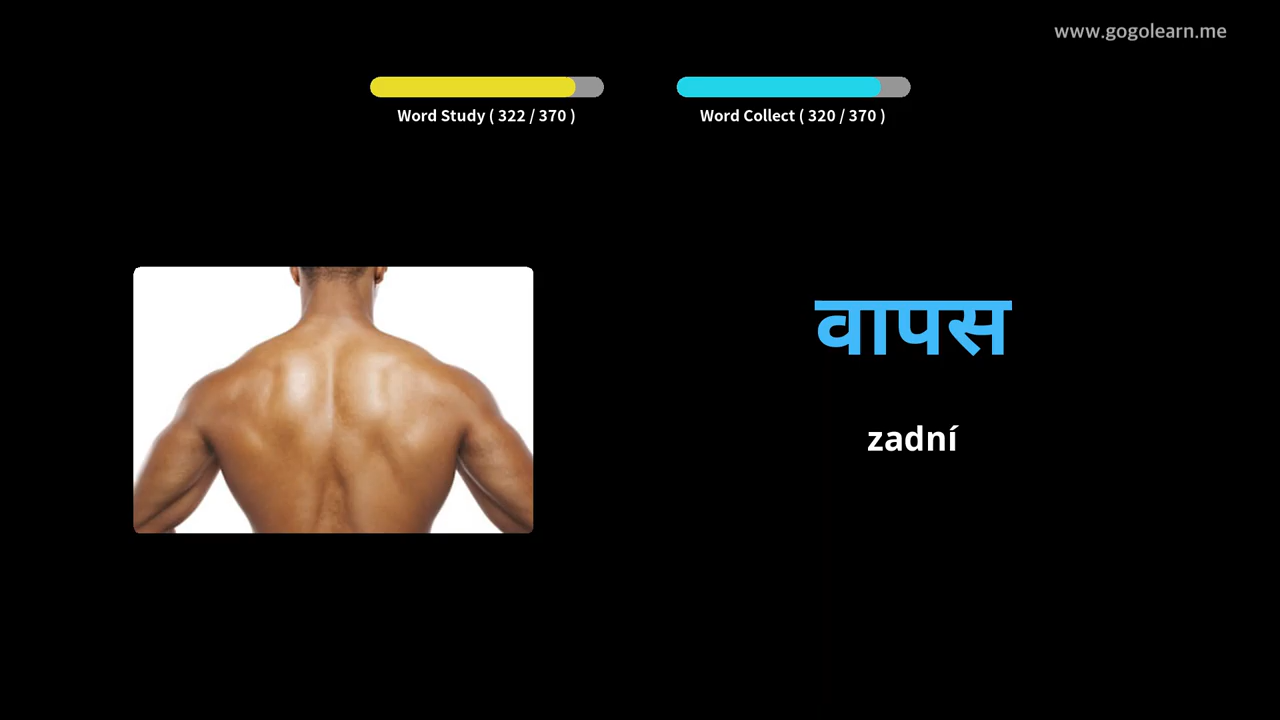 www.gogolearn.me
Word Study ( 322 / 370 )
Word Collect ( 320 / 370 )
वापस
zadní